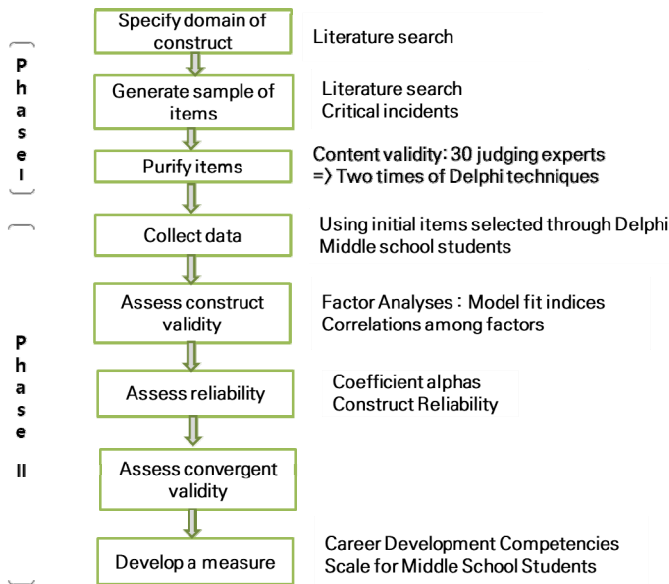 Specify domain of
construct
Literature search
Phase I
Generate sample of
items
Literature search
Critical incidents
Purify items
Content validity: 30 judging experts
=> Two times of Delphi techniques
Collect data
Using initial items selected through Delphi
Middle school students
Phase II
Assess construct
validity
Factor Analyses : Model fit indices
Correlations among factors
Assess reliability
Coefficient alphas
Construct Reliability
Assess convergent
validity
Develop a measure
Career Development Competencies
Scale for Middle School Students